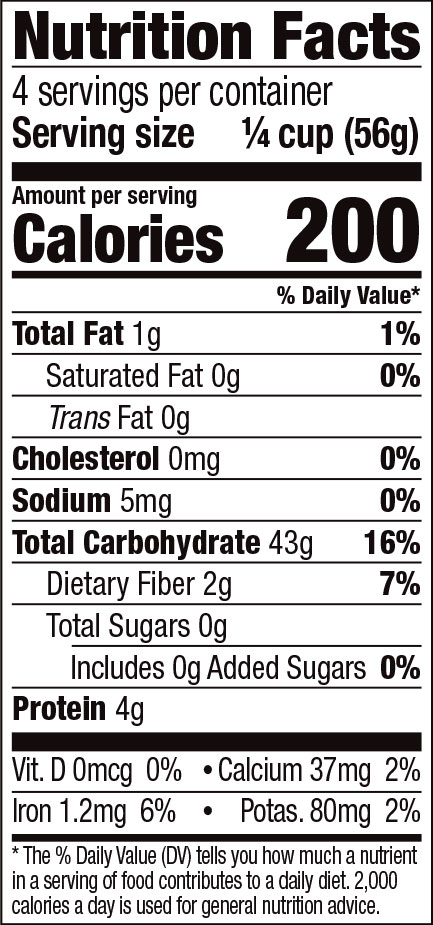 Nutrition Facts
4 servings per container
Serving size ¼ cup (56g)
Amount per serving
Calories 200
% Daily Value*
Total Fat 1g 1%
Saturated Fat 0g 0%
Trans Fat 0g
Cholesterol 0mg 0%
Sodium 5mg 0%
Total Carbohydrate 43g 16%
Dietary Fiber 2g 7%
Total Sugars 0g
Includes 0g Added Sugars 0%
Protein 4g
Vit. D 0mcg 0% • Calcium 37mg 2%
Iron 1.2mg 6% • Potas. 80mg 2%
* The % Daily Value (DV) tells you how much a nutrient
in a serving of food contributes to a daily diet. 2,000
calories a day is used for general nutrition advice.